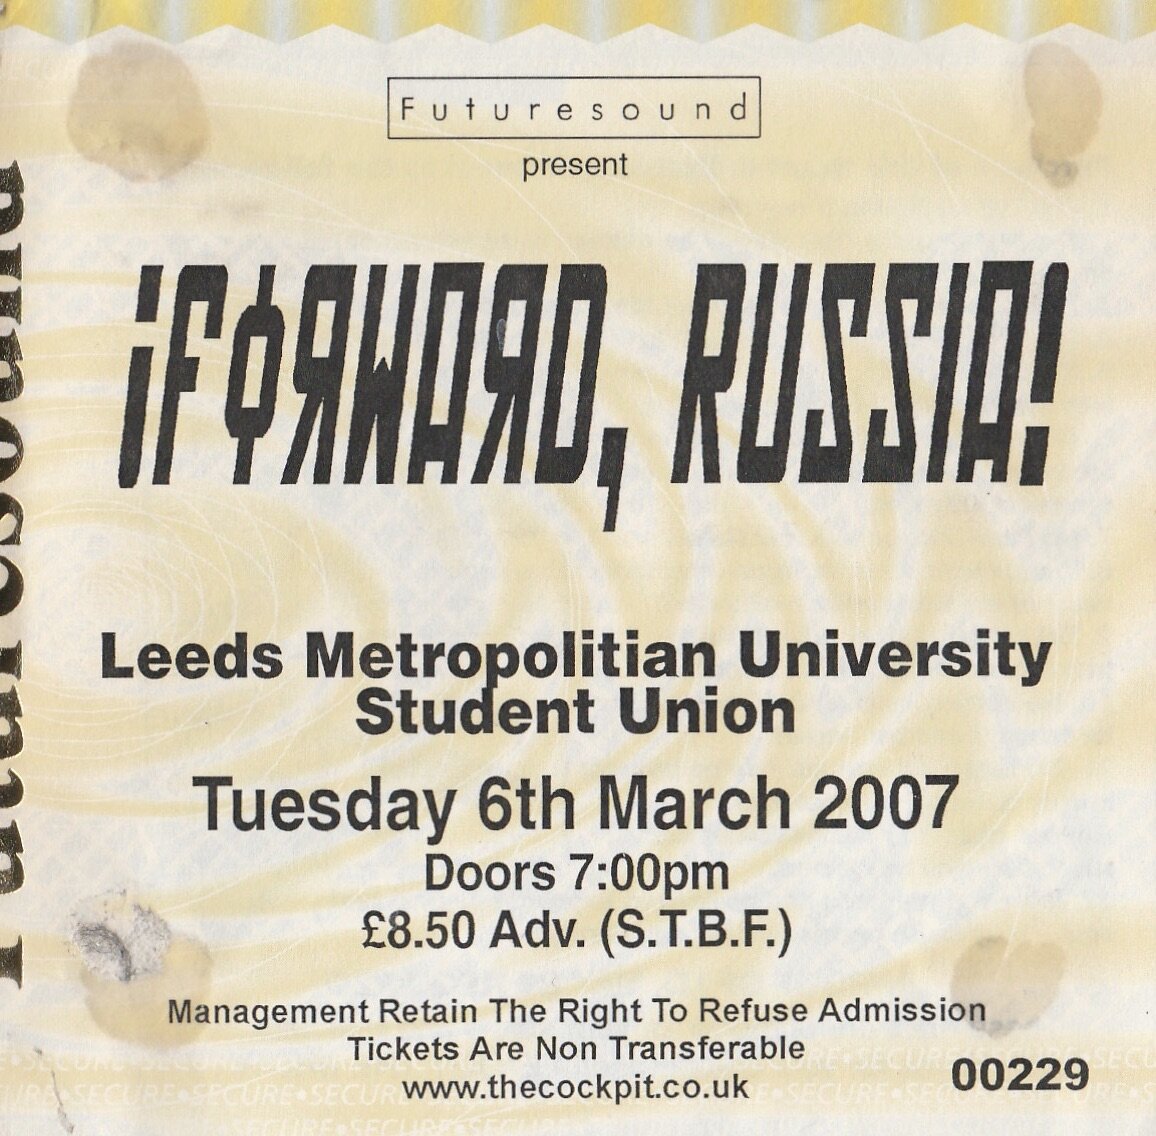 Futuresound
present
¡FORWARD, RUSSIA!
Leeds Metropolitian University
Student Union
Tuesday 6th March 2007
Doors 7:00pm
£8.50 Adv. (S.T.B.F.)
Management Retain The Right To Refuse Admission
Tickets Are Non Transferable
www.thecockpit.co.uk
00229
Futuresound